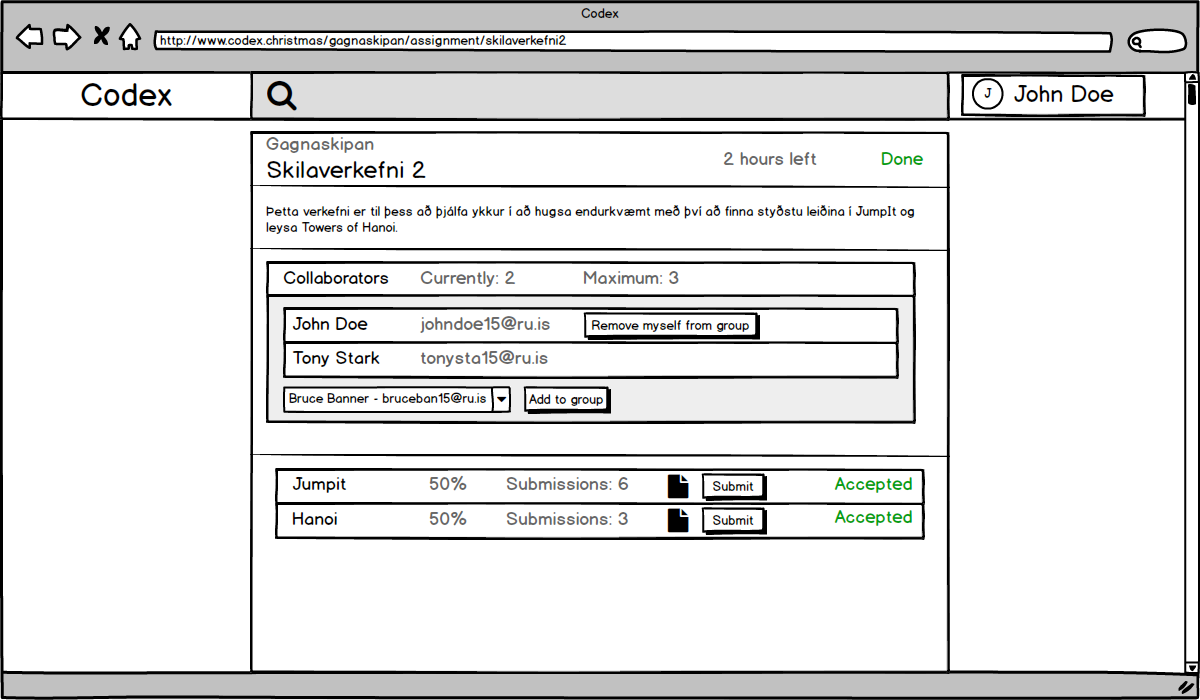 Codex
http://www.codex.christmas/gagnaskipan/assignment/skilaverkefni2
Codex
J John Doe
Gagnaskipan
Skilaverkefni 2
2 hours left Done
Þetta verkefni er til þess að þjálfa ykkur í að hugsa endurkvæmt með því að finna styðstu leiðina í JumpIt og
leysa Towers of Hanoi.
Collaborators Currently: 2 Maximum: 3
John Doe johndoe15@ru.is Remove myself from group
Tony Stark tonysta15@ru.is
Bruce Banner - bruceban15@ru.is Add to group
Jumpit 50% Submissions: 6 Submit Accepted
Hanoi 50% Submissions: 3 Submit Accepted